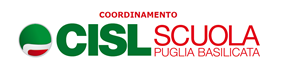 COORDINAMENTO
CISL SCUOLA
PUGLIA BASILICATA